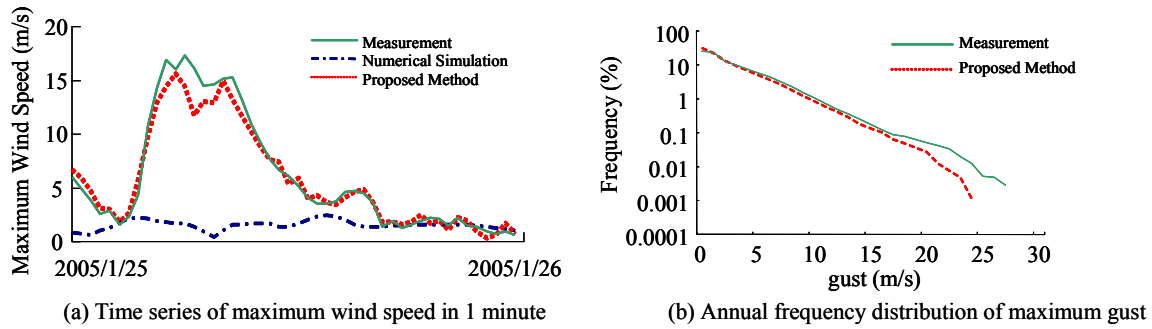 Maximum Wind Speed (m/s)
20
15
10
5
0
2005/1/25
2005/1/26
Measurement
Numerical Simulation
Proposed Method
(a) Time series of maximum wind speed in 1 minute
Frequency (%)
100
10
1
0.1
0.01
0.001
0.0001
0
5
10
15
20
25
30
gust (m/s)
Measurement
Proposed Method
(b) Annual frequency distribution of maximum gust